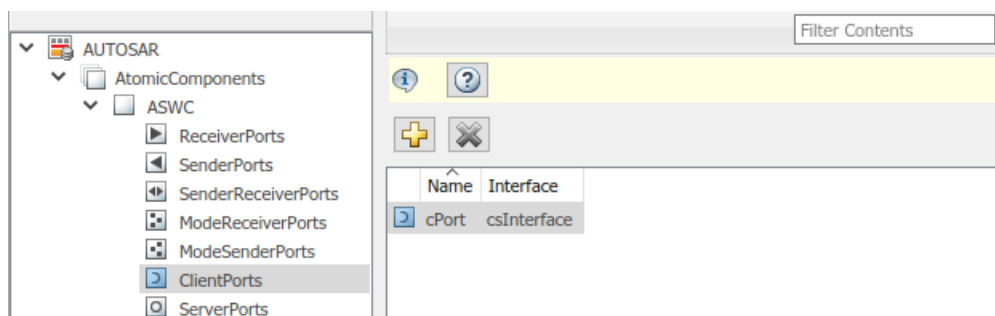 AUTOSAR
AtomicComponents
ASWC
ReceiverPorts
SenderPorts
SenderReceiverPorts
ModeReceiverPorts
ModeSenderPorts
ClientPorts
ServerPorts
Filter Contents
Name Interface
cPort csInterface